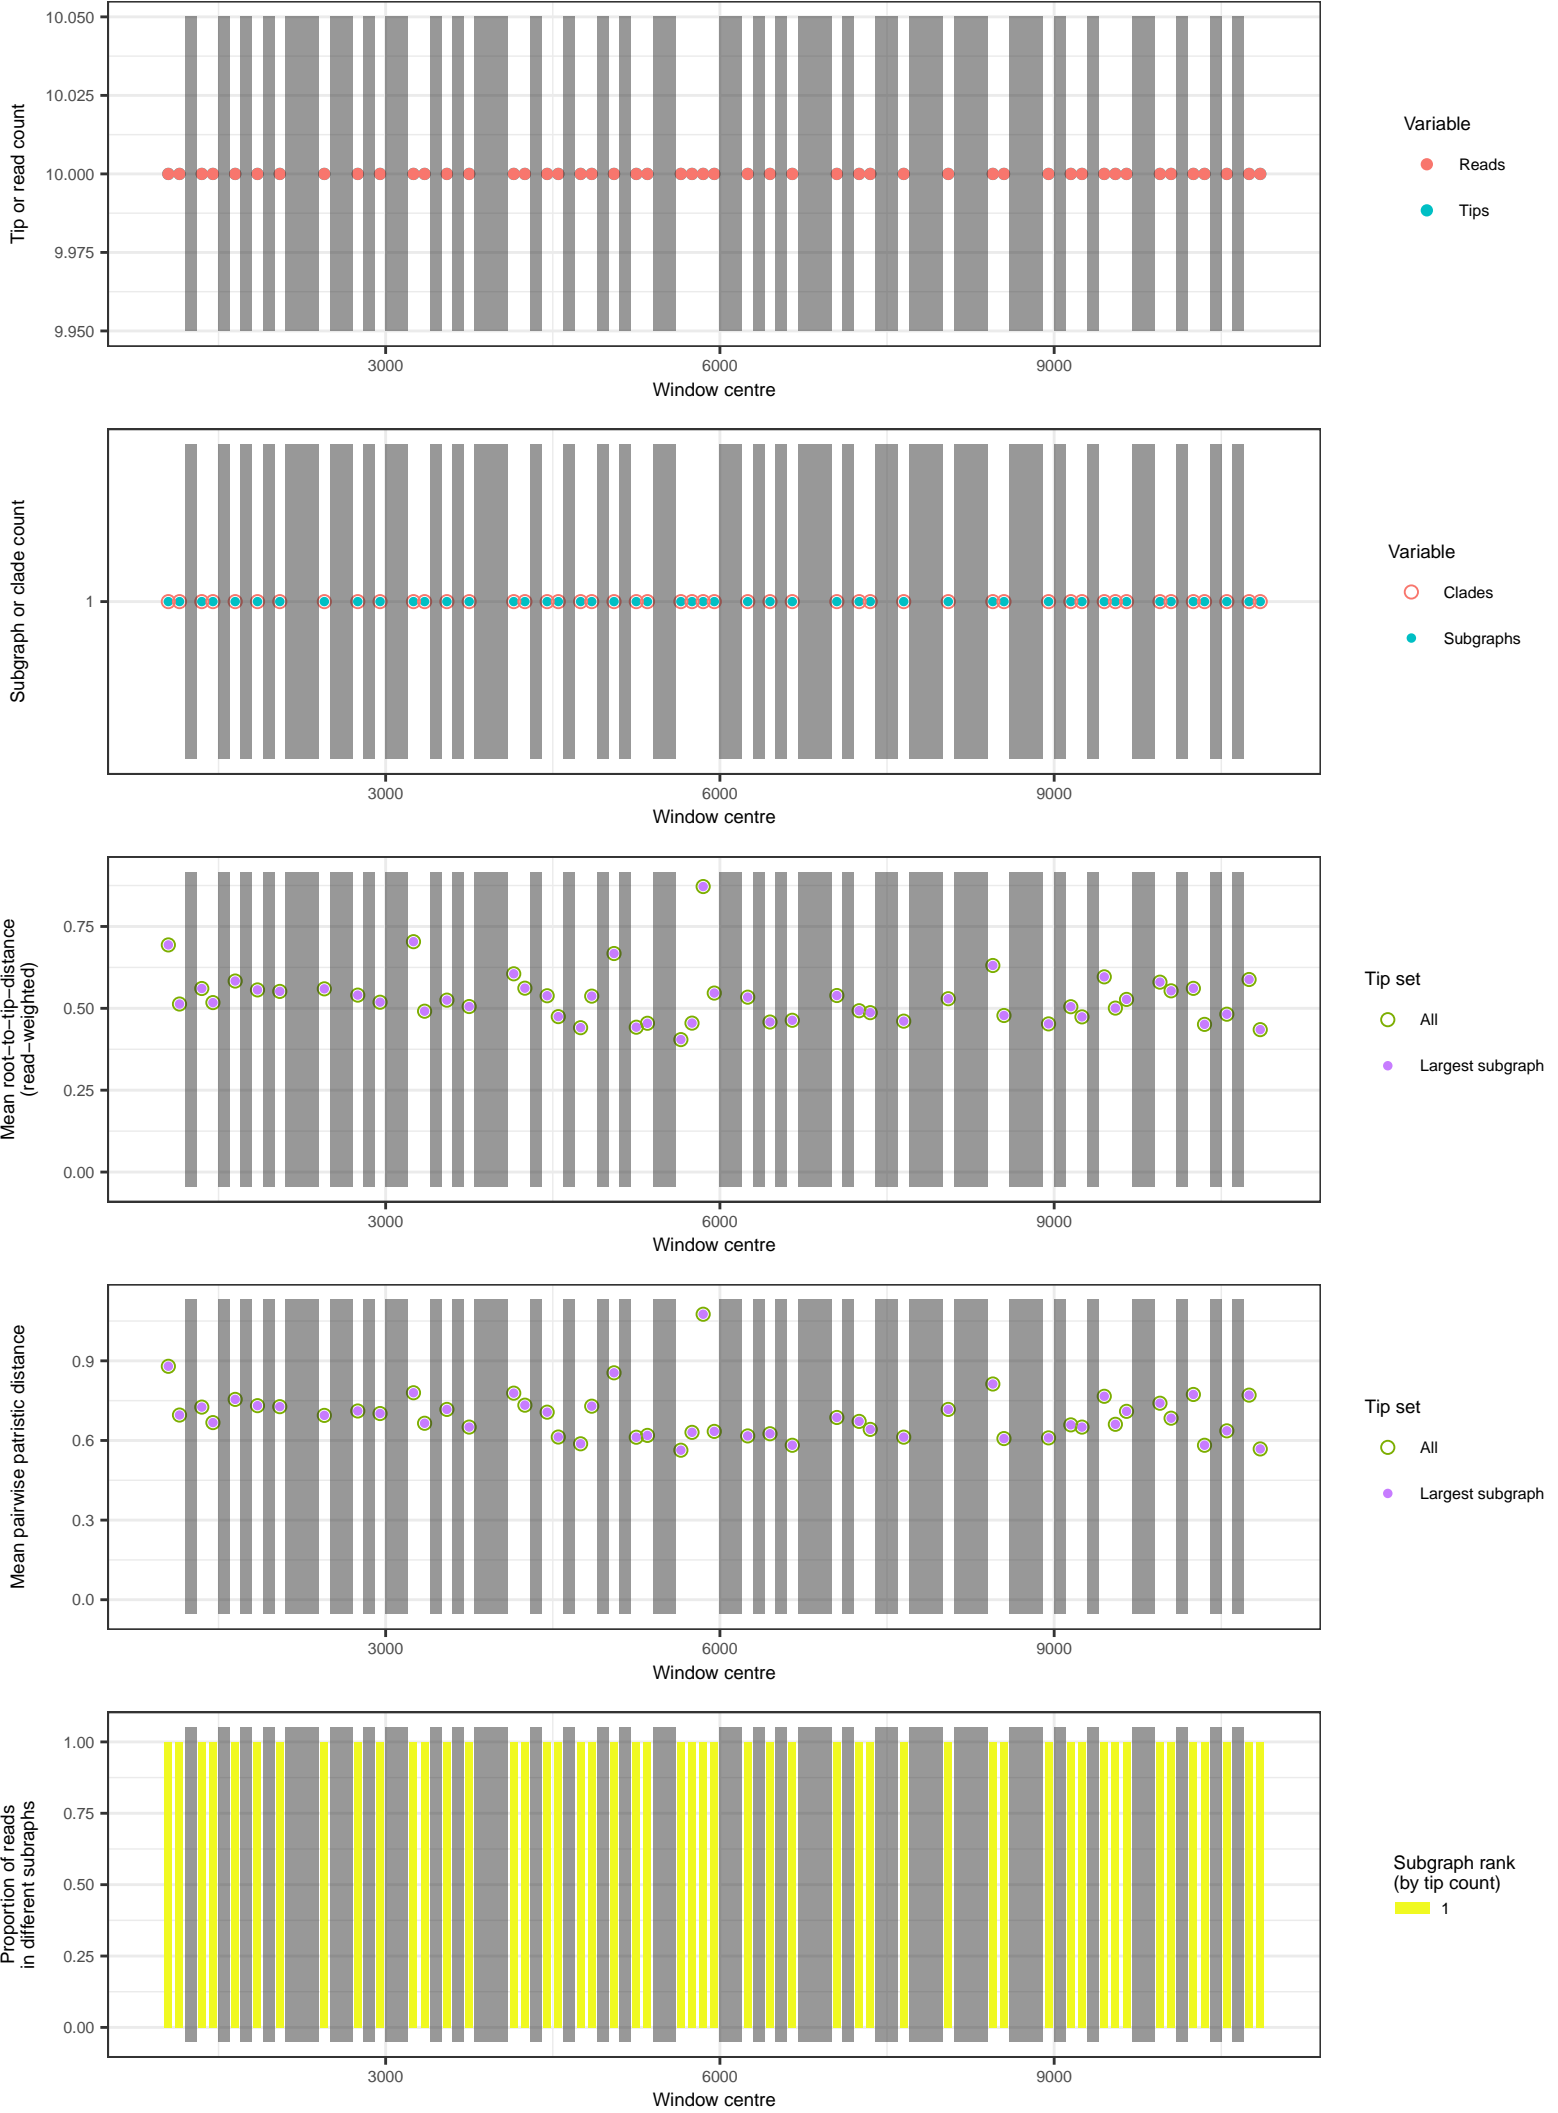 10.050
10.025
10.000
9.975
9.950
Tip or read count
3000
6000
9000
Window centre
Variable
Reads
Tips
1
Subgraph or clade count
3000
6000
9000
Window centre
Variable
Clades
Subgraphs
0.75
0.50
0.25
0.00
Mean root−to−tip−distance
(read−weighted)
3000
6000
9000
Window centre
Tip set
All
Largest subgraph
0.9
0.6
0.3
0.0
Mean pairwise patristic distance
3000
6000
9000
Window centre
Tip set
All
Largest subgraph
1.00
0.75
0.50
0.25
0.00
Proportion of reads
in different subraphs
3000
6000
9000
Window centre
Subgraph rank
(by tip count)
1